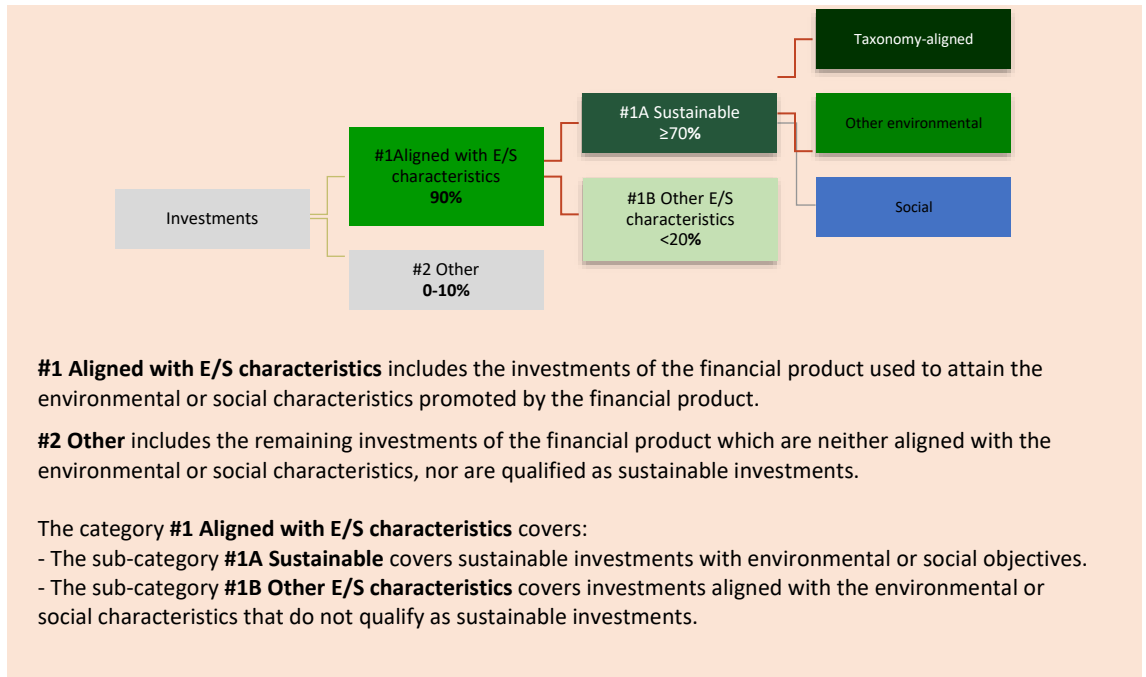 Taxonomy-aligned
#1A Sustainable
≥70%
Other environmental
#1Aligned with E/S
characteristics
90%
#1B Other E/S
characteristics
<20%
Social
Investments
#2 Other
0-10%
#1 Aligned with E/S characteristics includes the investments of the financial product used to attain the
environmental or social characteristics promoted by the financial product.
#2 Other includes the remaining investments of the financial product which are neither aligned with the
environmental or social characteristics, nor are qualified as sustainable investments.
The category #1 Aligned with E/S characteristics covers:
- The sub-category #1A Sustainable covers sustainable investments with environmental or social objectives.
- The sub-category #1B Other E/S characteristics covers investments aligned with the environmental or
social characteristics that do not qualify as sustainable investments.